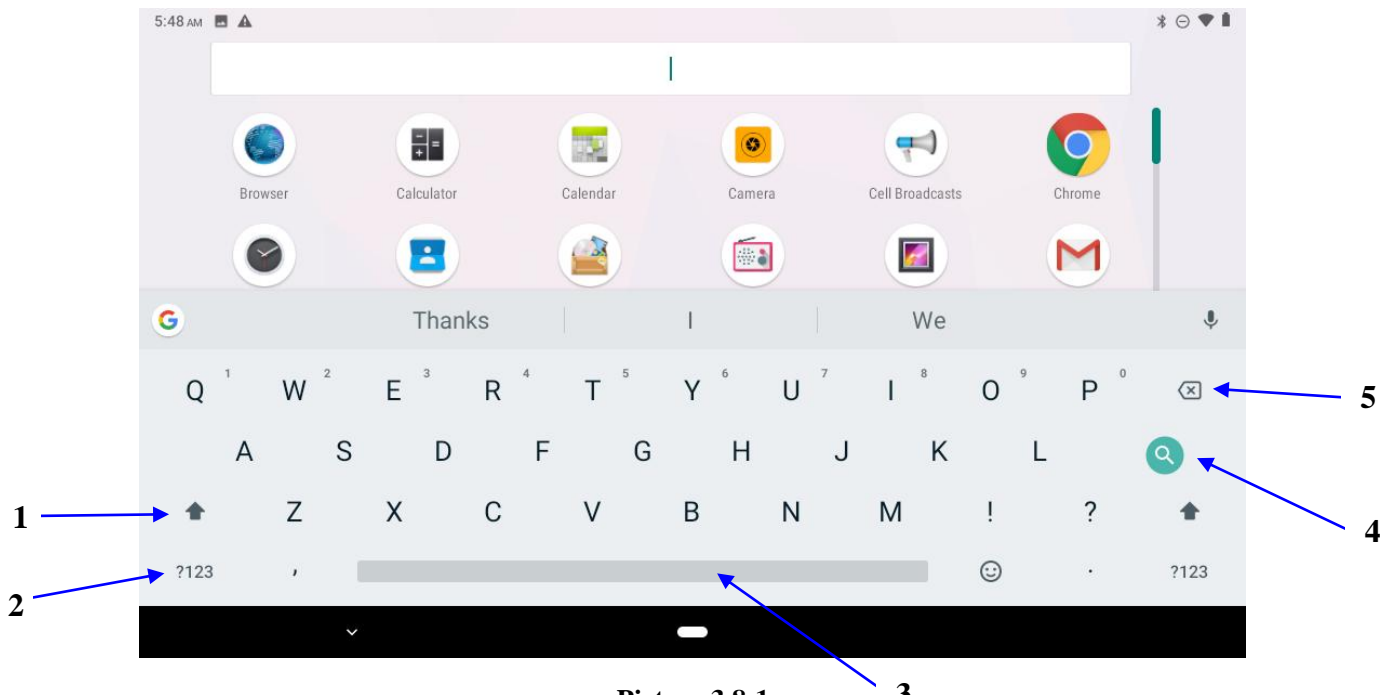 5:48 AM
Browser Calculator Calendar Camera Cell Broadcasts Chrome
Thanks I We
Q 1 W 2 E 3 R 4 T 5 Y 6 U 7 I 8 O 9 P 0
5
A S D F G H J K L
1 Z X C V B N M ! ?
4
?123 , . ?123
2
3